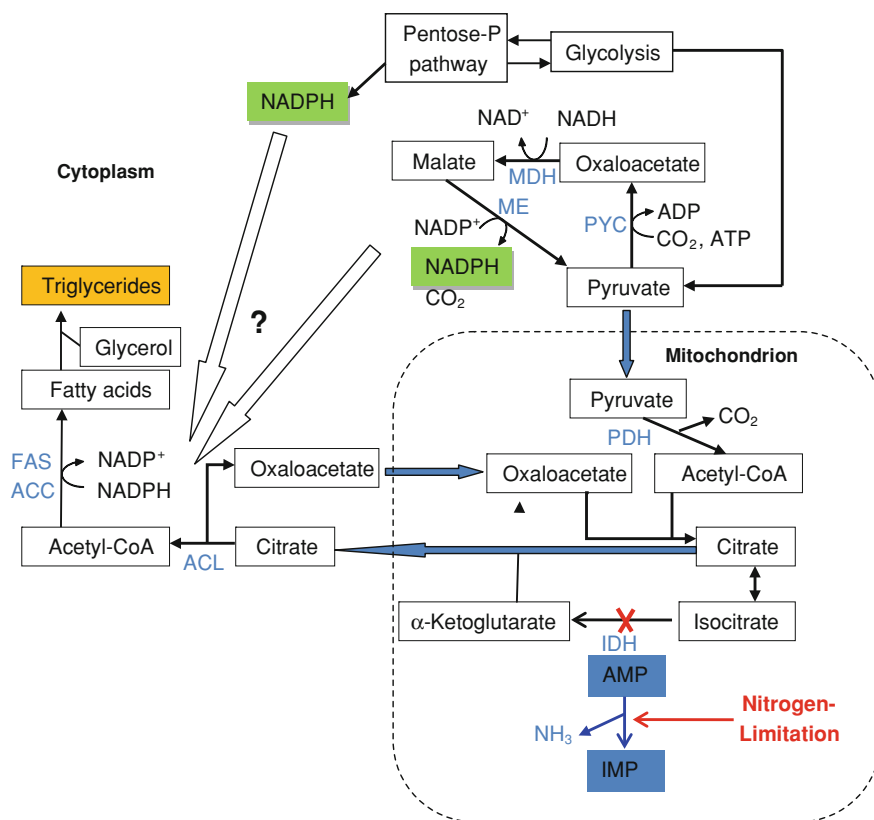 Pentose-P
pathway
Glycolysis
NADPH
NAD⁺ NADH
Cytoplasm
Malate
Oxaloacetate
MDH
ME
NADP⁺
PYC
ADP
CO₂, ATP
NADPH
CO₂
Pyruvate
Triglycerides
?
Glycerol
Fatty acids
Mitochondrion
Pyruvate
CO₂
PDH
FAS
ACC
NADP⁺
NADPH
Oxaloacetate
Oxaloacetate
Acetyl-CoA
Acetyl-CoA
ACL
Citrate
Citrate
α-Ketoglutarate
IDH
Isocitrate
AMP
NH₃
IMP
Nitrogen-
Limitation